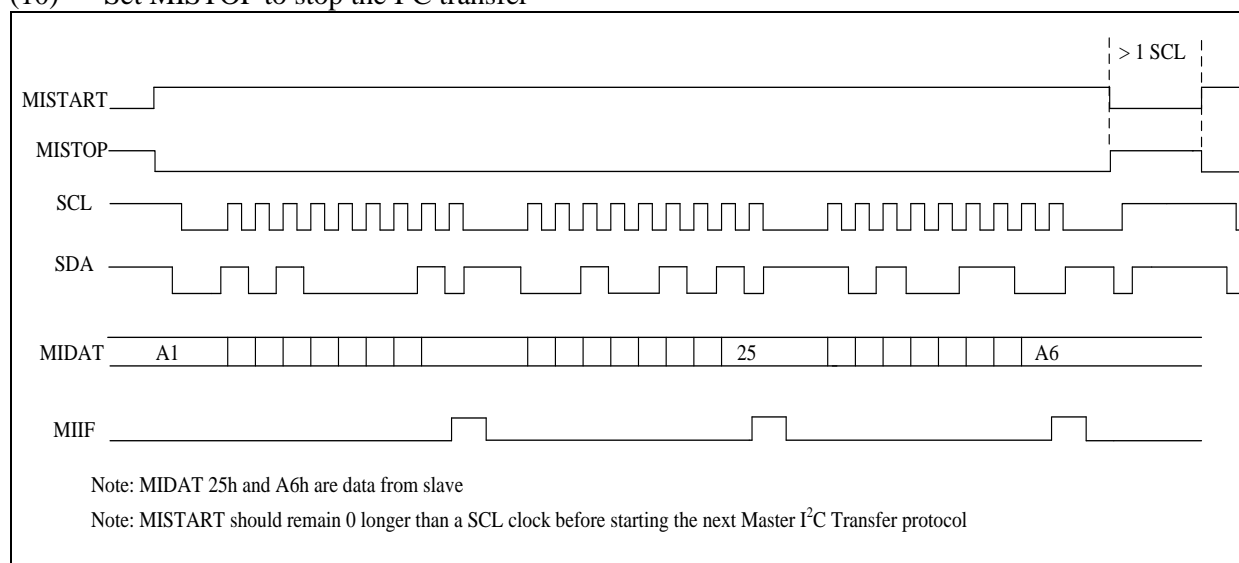 (10) Set MISTOP to stop the I²C transfer
> 1 SCL
MISTART
MISTOP
SCL
SDA
MIDAT A1 25 A6
MIIF
Note: MIDAT 25h and A6h are data from slave
Note: MISTART should remain 0 longer than a SCL clock before starting the next Master I²C Transfer protocol